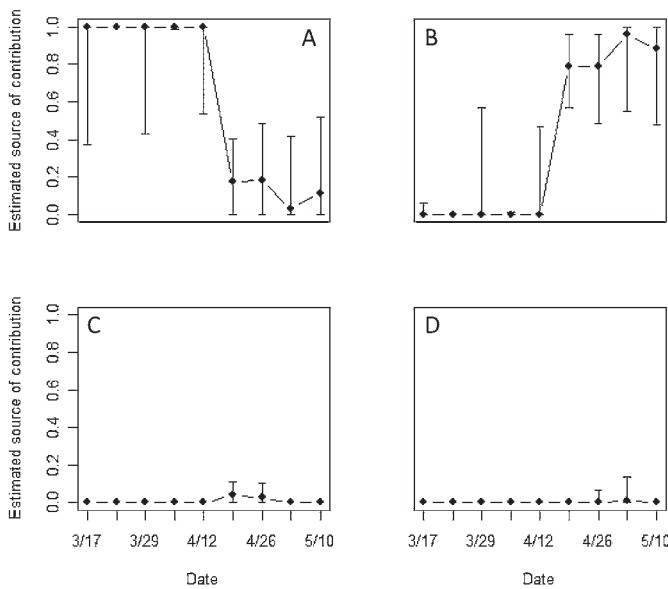 Estimated source of contribution
0.0 0.2 0.4 0.6 0.8 1.0
A
B
Estimated source of contribution
0.0 0.2 0.4 0.6 0.8 1.0
C
D
3/17 3/29 4/12 4/26 5/10
3/17 3/29 4/12 4/26 5/10
Date
Date